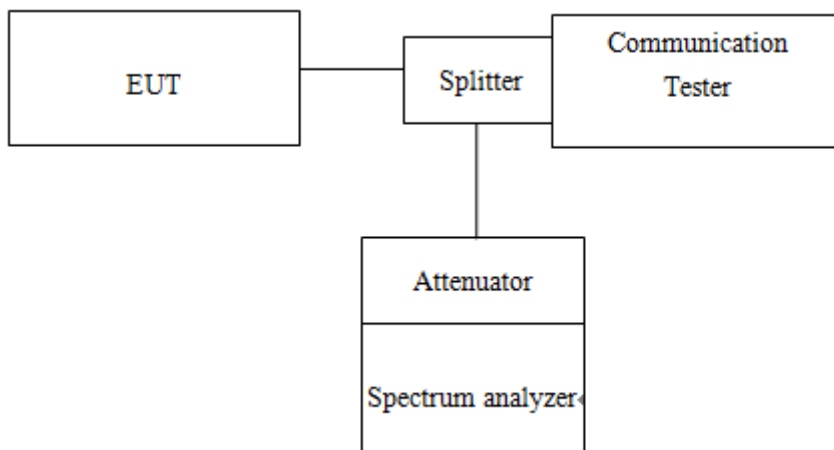 EUT
Splitter
Communication
Tester
Attenuator
Spectrum analyzer